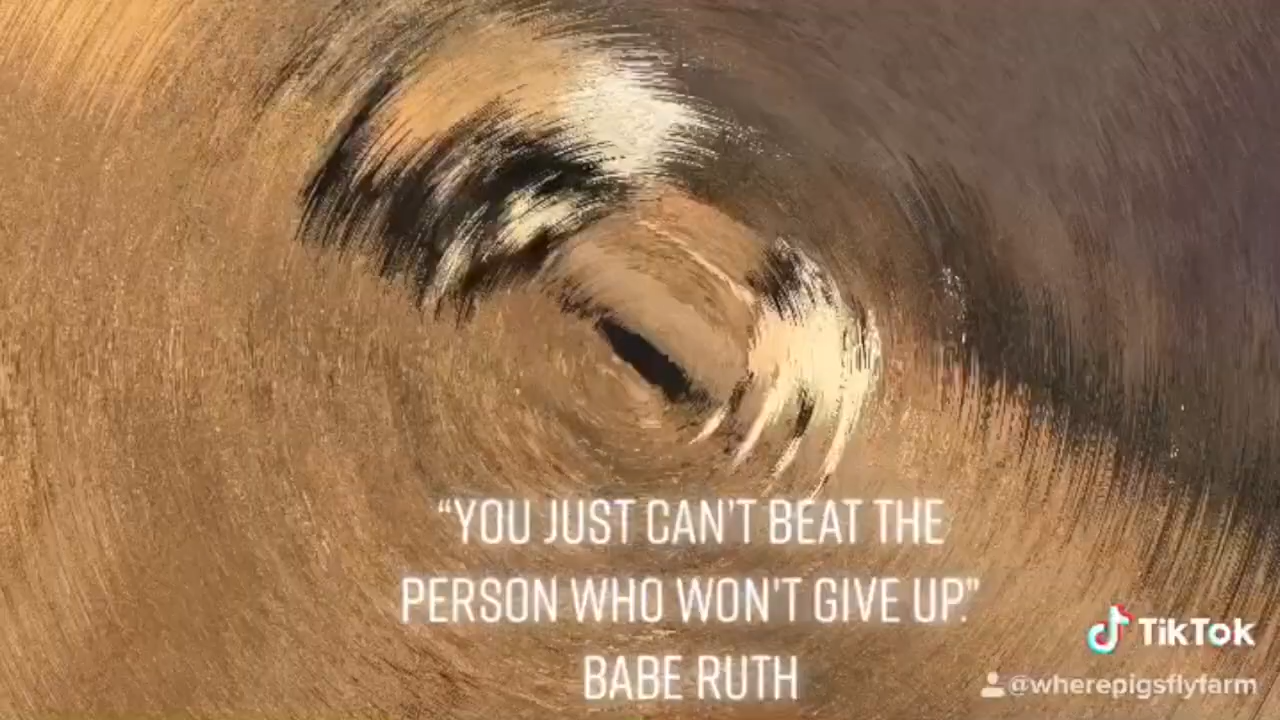 “YOU JUST CAN'T BEAT THE
PERSON WHO WON'T GIVE UP."
BABE RUTH
TikTok
@wherepigsflyfarm